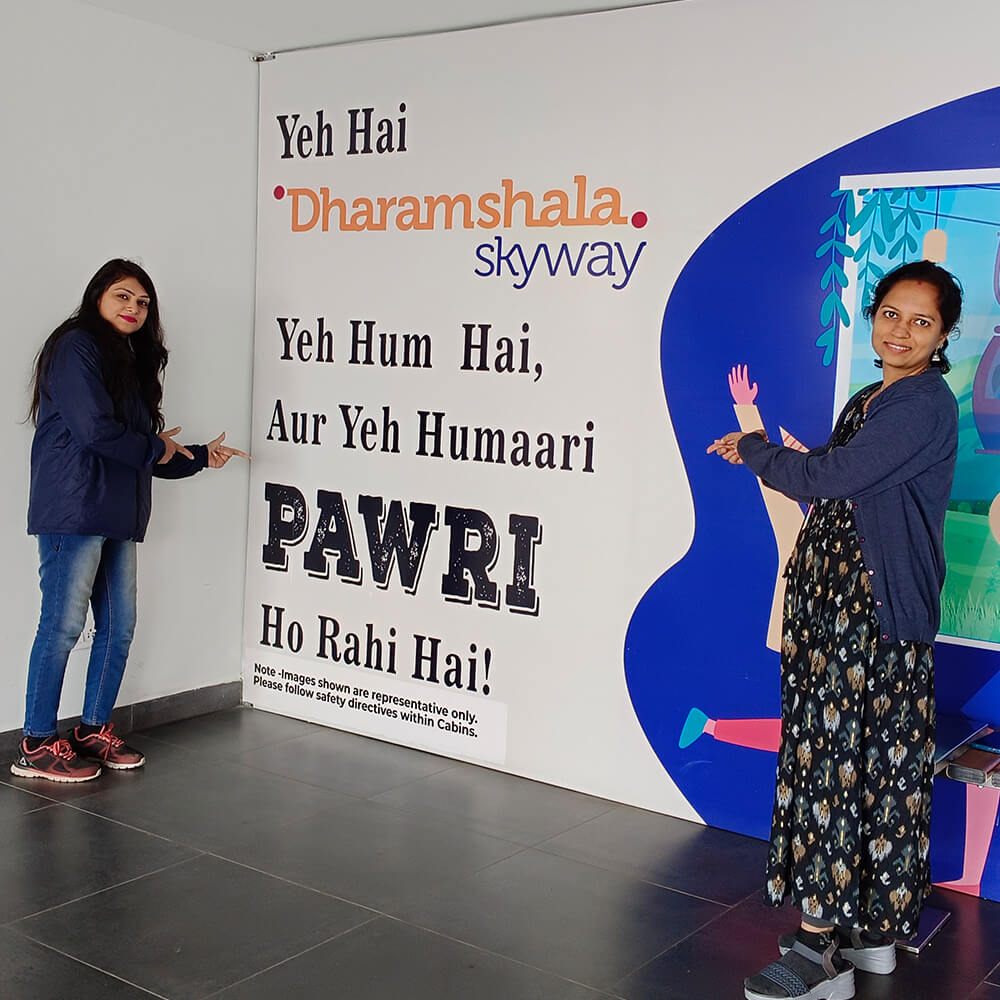 Yeh Hai
Dharamshala
skyway
Yeh Hum Hai,
Aur Yeh Humaari
PAWRI
Ho Rahi Hai!
Note -Images shown are representative only.
Please follow safety directives within Cabins.